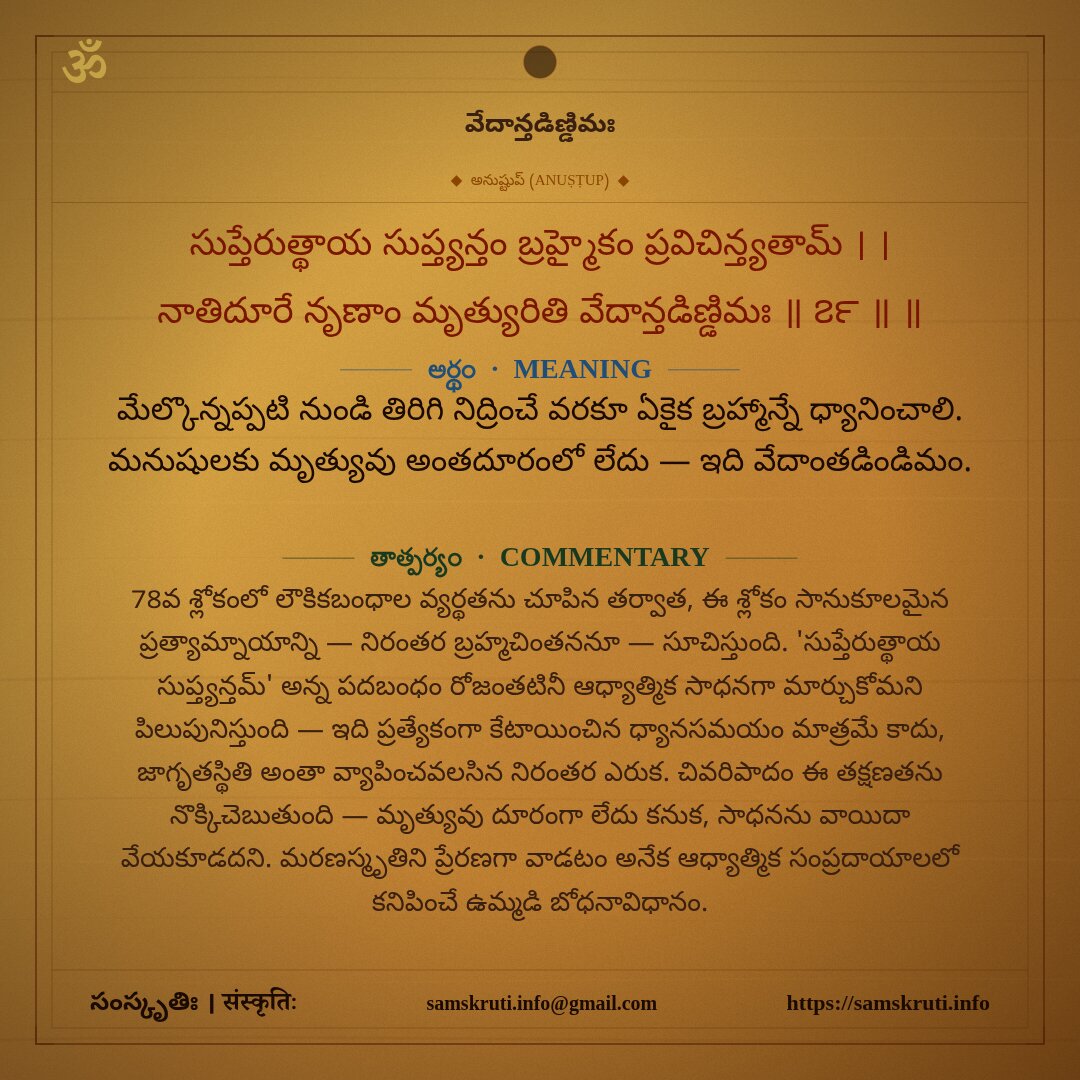 ॐ
వేదాన్తడిణ్డిమః
◆ అనుష్టుప్ (ANUṢṬUP) ◆
సుప్తేరుత్థాయ సుప్త్యన్తం బ్రహ్మైకం ప్రవిచిన్త్యతామ్ । ।
నాతిదూరే నృణాం మృత్యురితి వేదాన్తడిణ్డిమః ॥ ౭౯ ॥ ॥
అర్థం · MEANING
మేల్కొన్నప్పటి నుండి తిరిగి నిద్రించే వరకూ ఏకైక బ్రహ్మాన్నే ధ్యానించాలి.
మనుషులకు మృత్యువు అంతదూరంలో లేదు — ఇది వేదాంతడిండిమం.
తాత్పర్యం · COMMENTARY
78వ శ్లోకంలో లౌకికబంధాల వ్యర్థతను చూపిన తర్వాత, ఈ శ్లోకం సానుకూలమైన
ప్రత్యామ్నాయాన్ని — నిరంతర బ్రహ్మచింతననూ — సూచిస్తుంది. 'సుప్తేరుత్థాయ
సుప్త్యన్తమ్' అన్న పదబంధం రోజంతటినీ ఆధ్యాత్మిక సాధనగా మార్చుకోమని
పిలుపునిస్తుంది — ఇది ప్రత్యేకంగా కేటాయించిన ధ్యానసమయం మాత్రమే కాదు,
జాగృతస్థితి అంతా వ్యాపించవలసిన నిరంతర ఎరుక. చివరిపాదం ఈ తక్షణతను
నొక్కిచెబుతుంది — మృత్యువు దూరంగా లేదు కనుక, సాధనను వాయిదా
వేయకూడదని. మరణస్మృతిని ప్రేరణగా వాడటం అనేక ఆధ్యాత్మిక సంప్రదాయాలలో
కనిపించే ఉమ్మడి బోధనావిధానం.
సంస్కృతిః | संस्कृतिः samskruti.info@gmail.com https://samskruti.info